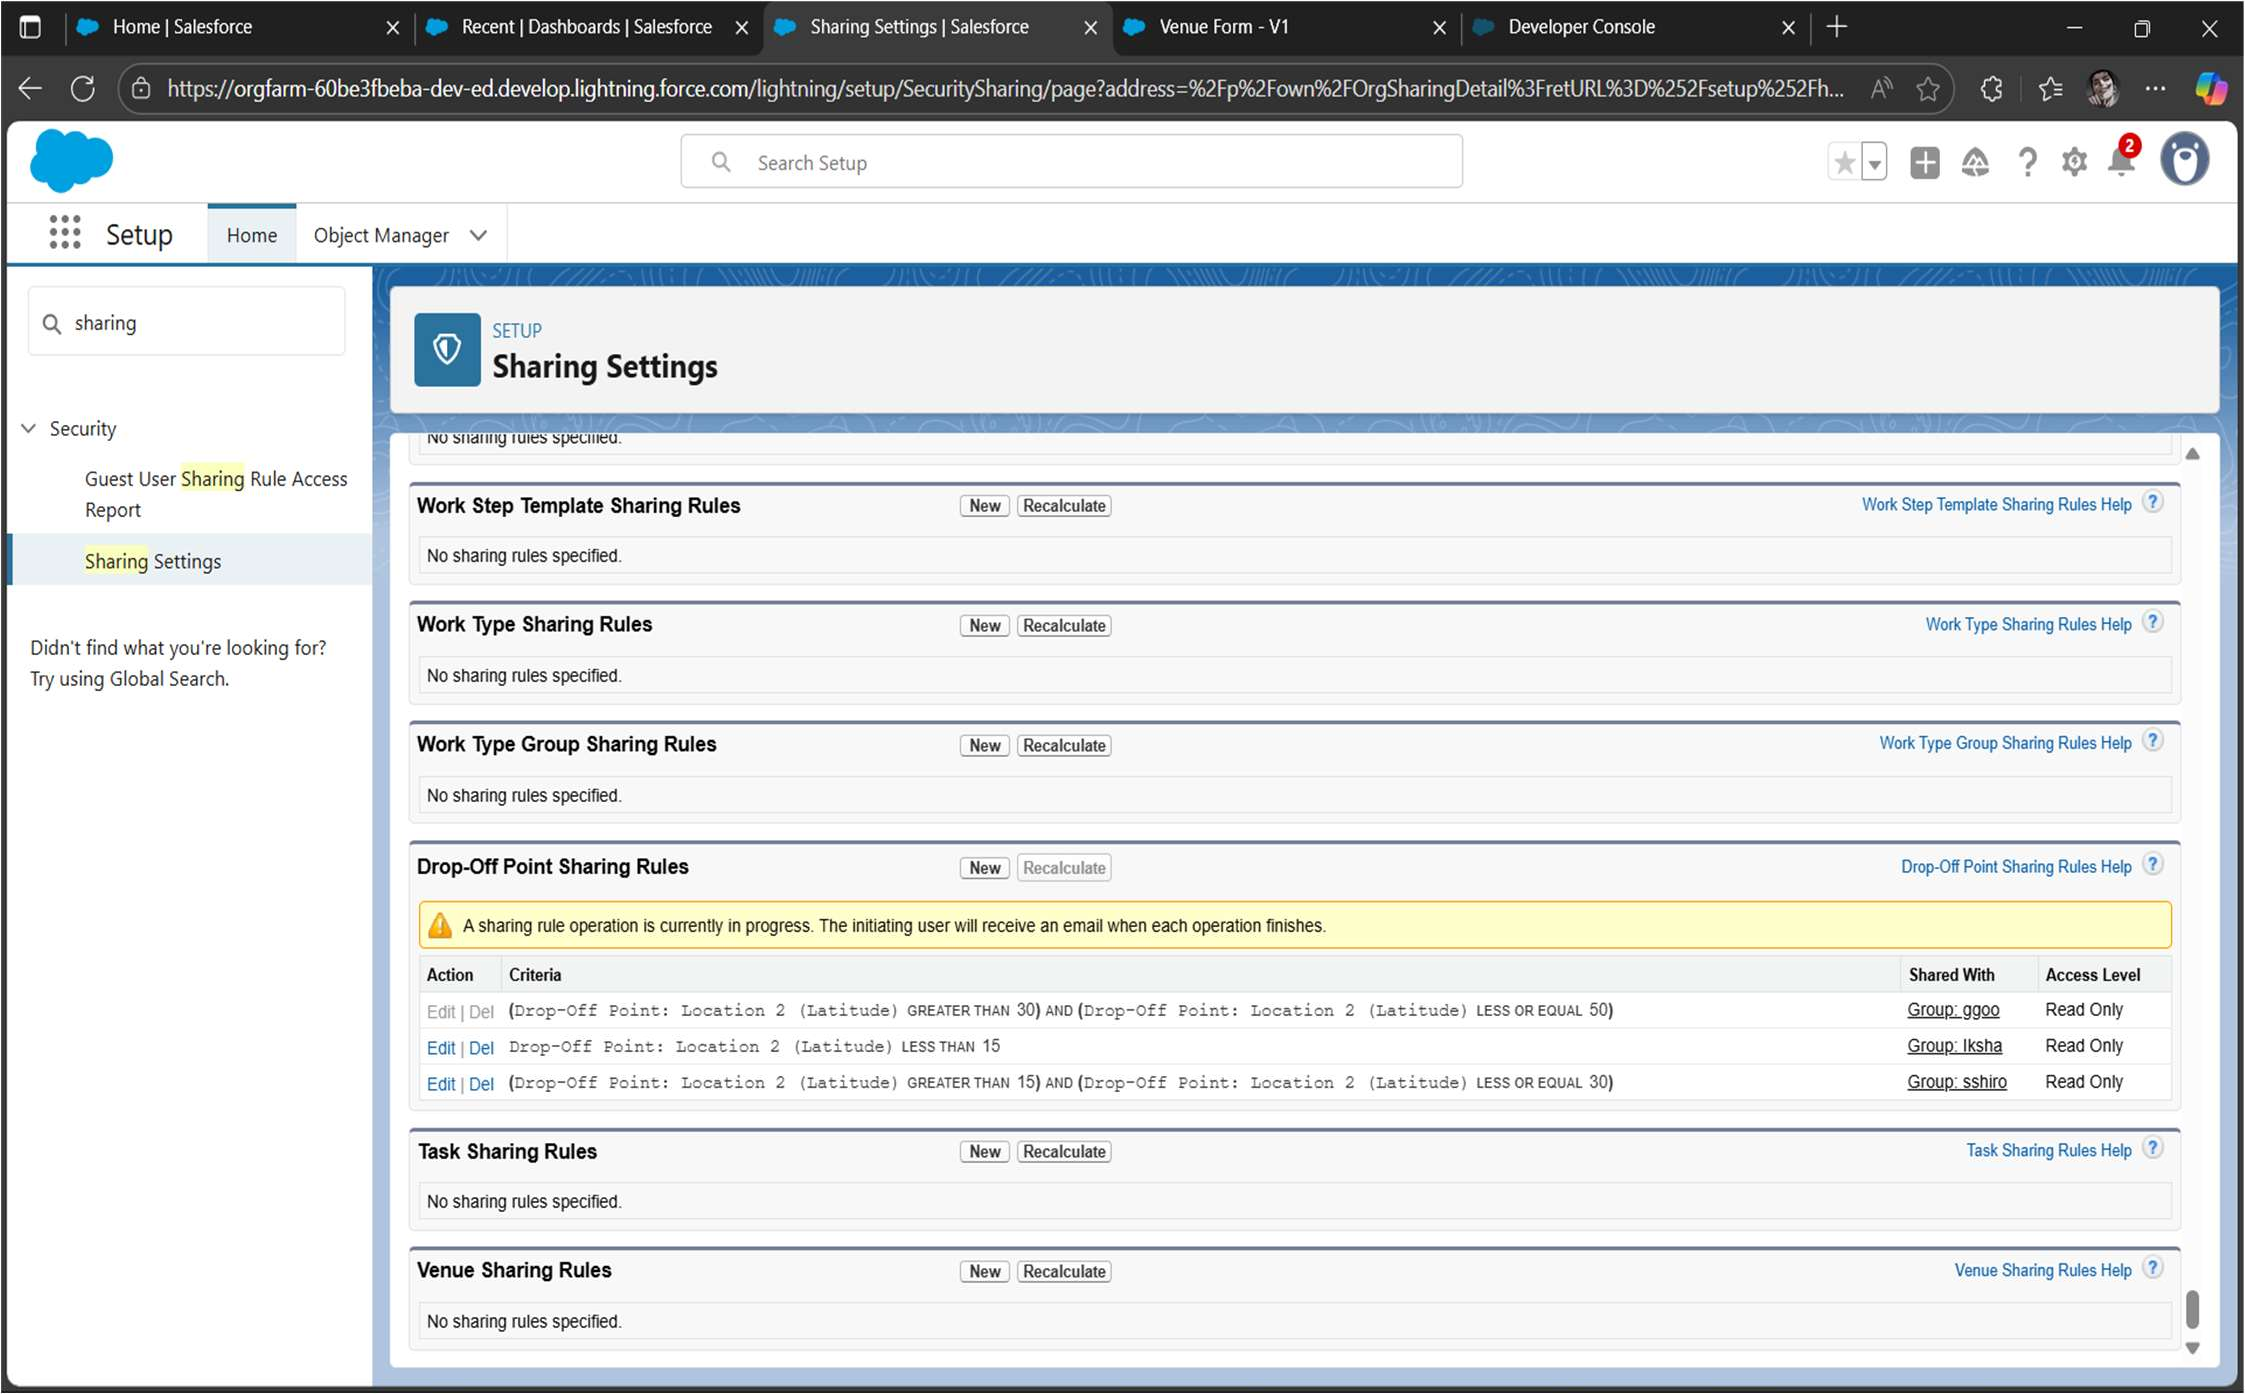 Home | Salesforce
Recent | Dashboards | Salesforce
Sharing Settings | Salesforce
Venue Form - V1
Developer Console
https://orgfarm-60be3fbeba-dev-ed.develop.lightning.force.com/lightning/setup/SecuritySharing/page?address=%2Fp%2Fown%2FOrgSharingDetail%3FretURL%3D%252Fsetup%252Fh...
Search Setup
2
Setup
Home
Object Manager
sharing
Security
Guest User Sharing Rule Access
Report
Sharing Settings
Didn't find what you're looking for?
Try using Global Search.
SETUP
Sharing Settings
No sharing rules specified.
Work Step Template Sharing Rules New Recalculate Work Step Template Sharing Rules Help ?
No sharing rules specified.
Work Type Sharing Rules New Recalculate Work Type Sharing Rules Help ?
No sharing rules specified.
Work Type Group Sharing Rules New Recalculate Work Type Group Sharing Rules Help ?
No sharing rules specified.
Drop-Off Point Sharing Rules New Recalculate Drop-Off Point Sharing Rules Help ?
A sharing rule operation is currently in progress. The initiating user will receive an email when each operation finishes.
Action Criteria Shared With Access Level
Edit | Del (Drop-Off Point: Location 2 (Latitude) GREATER THAN 30) AND (Drop-Off Point: Location 2 (Latitude) LESS OR EQUAL 50) Group: ggoo Read Only
Edit | Del Drop-Off Point: Location 2 (Latitude) LESS THAN 15 Group: Iksha Read Only
Edit | Del (Drop-Off Point: Location 2 (Latitude) GREATER THAN 15) AND (Drop-Off Point: Location 2 (Latitude) LESS OR EQUAL 30) Group: sshiro Read Only
Task Sharing Rules New Recalculate Task Sharing Rules Help ?
No sharing rules specified.
Venue Sharing Rules New Recalculate Venue Sharing Rules Help ?
No sharing rules specified.